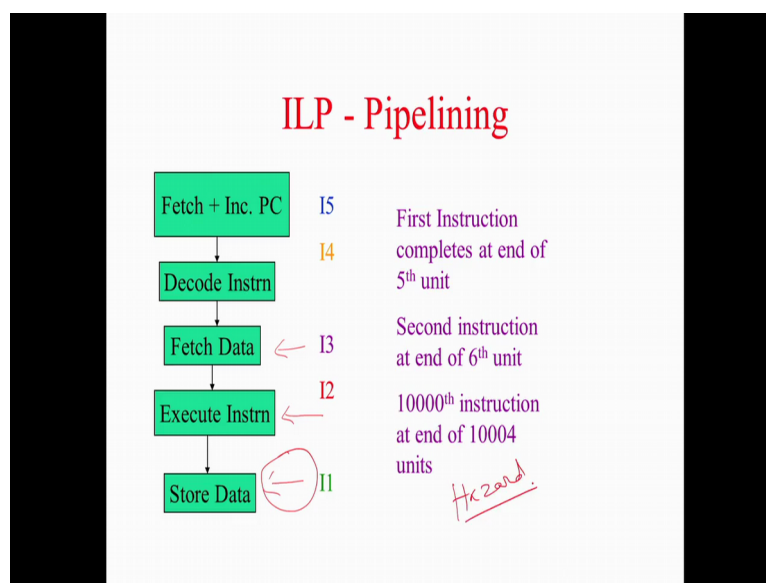 ILP - Pipelining
Fetch + Inc. PC
Decode Instrn
Fetch Data
Execute Instrn
Store Data
I5
I4
I3
I2
I1
First Instruction
completes at end of
5th unit
Second instruction
at end of 6th unit
10000th instruction
at end of 10004
units
Hazard.